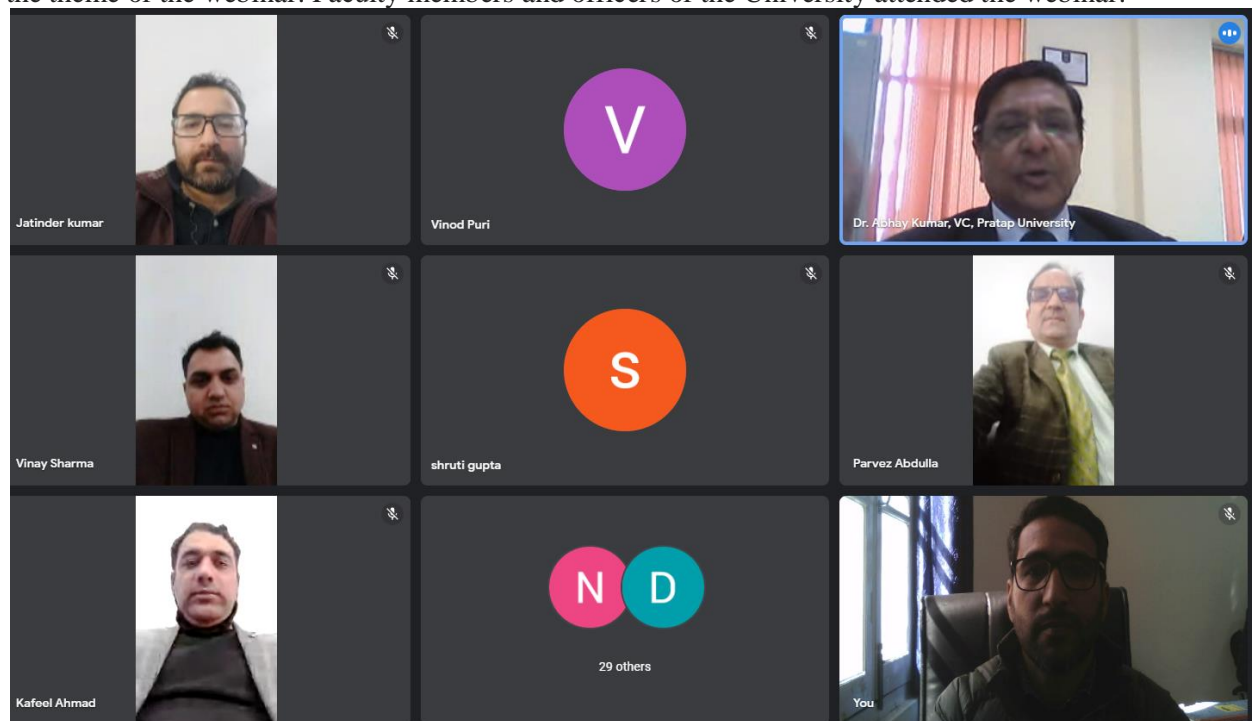 the theme of the webinar. Faculty members and officers of the University attended the webinar.
V
Jatinder kumar
Vinod Puri
Dr. Abhay Kumar, VC, Pratap University
S
Vinay Sharma
shruti gupta
Parvez Abdulla
N D
29 others
Kafeel Ahmad
You